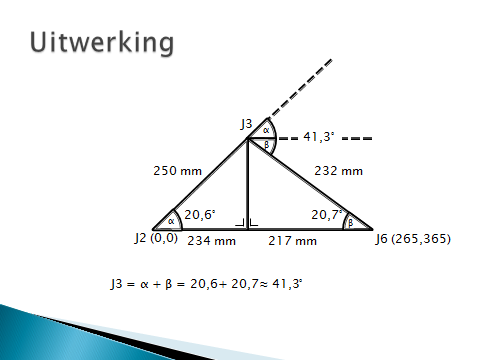 Uitwerking
J3
α
β
41,3°
250 mm
232 mm
α
20,6°
20,7°
β
J2 (0,0)
234 mm
217 mm
J6 (265,365)
J3 = α + β = 20,6+ 20,7≈ 41,3°